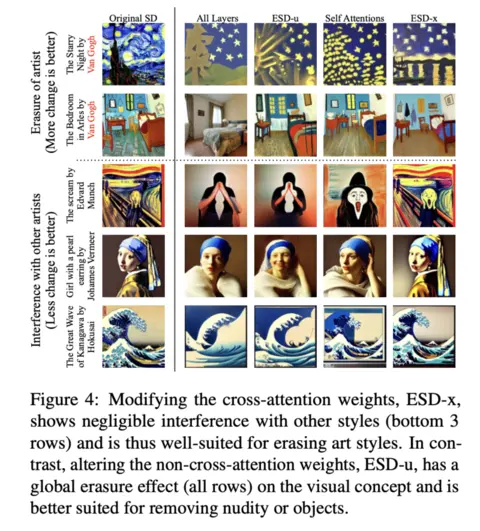 Original SD
All Layers
ESD-u
Self Attentions
ESD-x
Erasure of artist
(More change is better)
The Starry
Night by
Van Gogh
The Bedroom
in Arles by
Van Gogh
Interference with other artists
(Less change is better)
The scream by
Edvard
Munch
Girl with a pearl
earring by
Johannes Vermeer
The Great Wave
of Kanagawa by
Hokusai
Figure 4: Modifying the cross-attention weights, ESD-x,
shows negligible interference with other styles (bottom 3
rows) and is thus well-suited for erasing art styles. In con-
trast, altering the non-cross-attention weights, ESD-u, has a
global erasure effect (all rows) on the visual concept and is
better suited for removing nudity or objects.